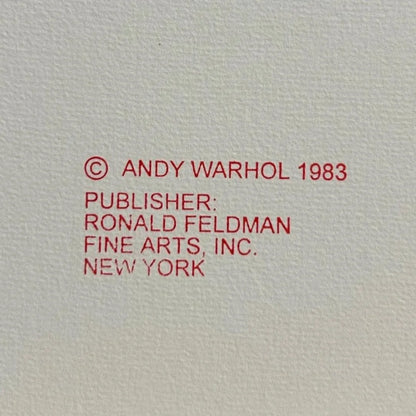 © ANDY WARHOL 1983
PUBLISHER:
RONALD FELDMAN
FINE ARTS, INC.
NEW YORK